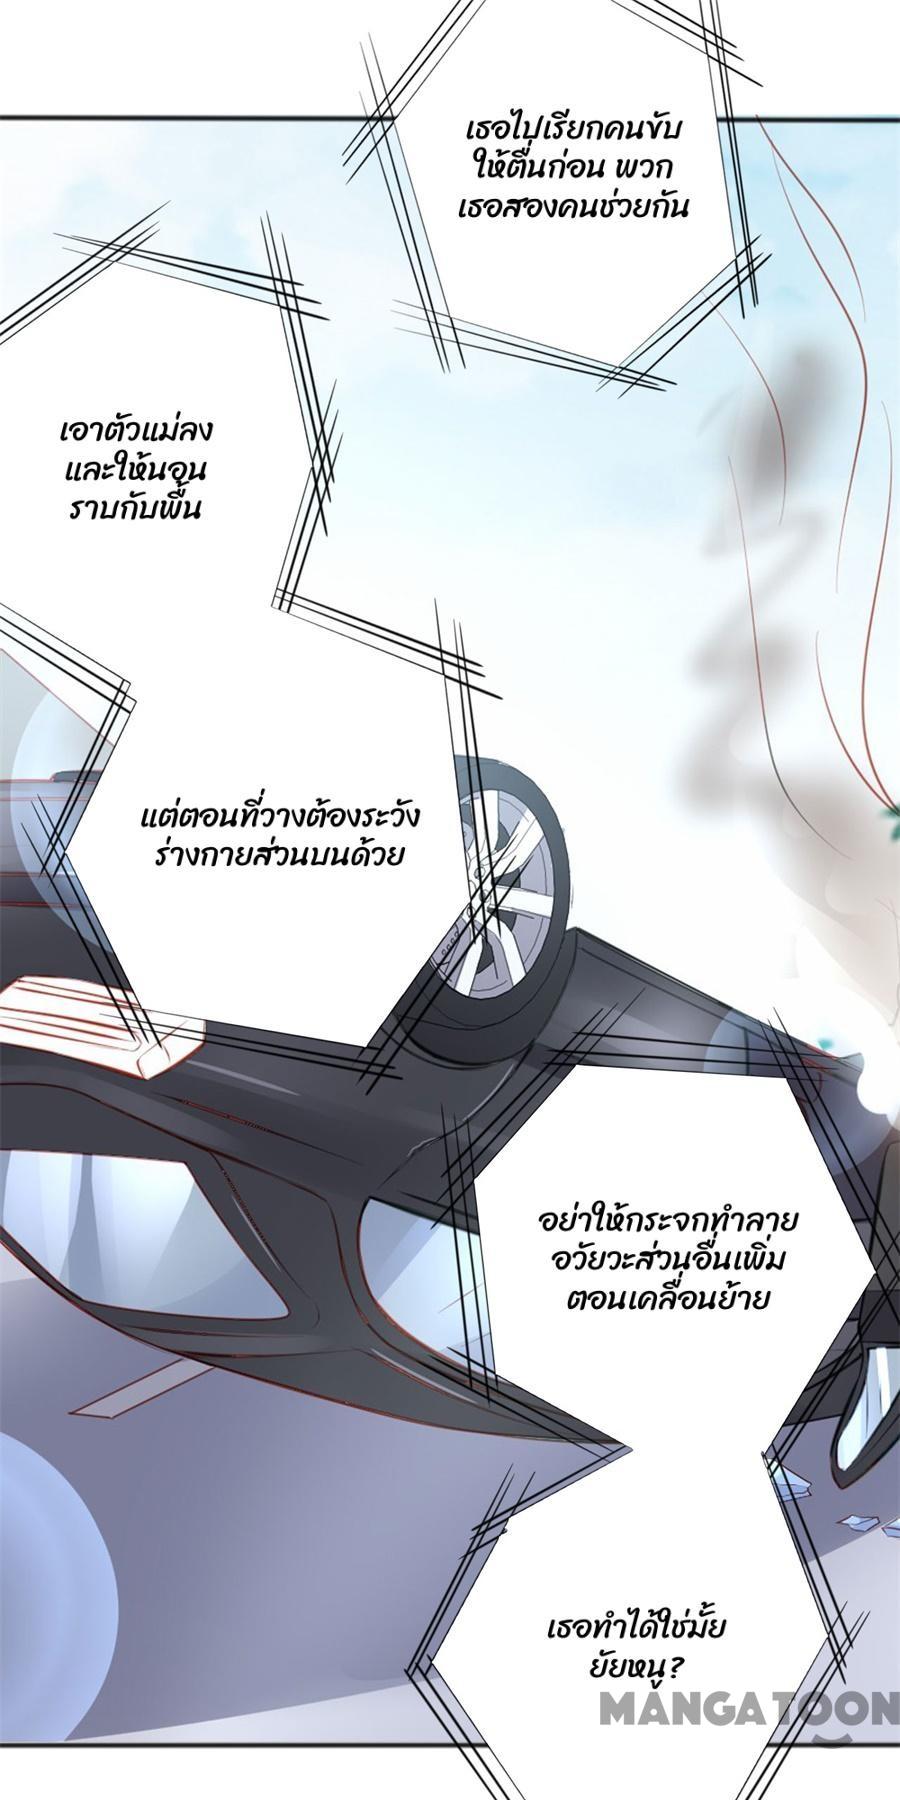 เธอไปเรียกคนขับ
ให้ตื่นก่อน พวก
เธอสองคนช่วยกัน
เอาตัวแม่ลง
และให้นอน
ราบกับพื้น
แต่ตอนที่วางต้องระวัง
ร่างกายส่วนบนด้วย
อย่าให้กระจกทำลาย
อวัยวะส่วนอื่นเพิ่ม
ตอนเคลื่อนย้าย
เธอทำได้ใช่มั้ย
ยัยหนู?
MANGATOON